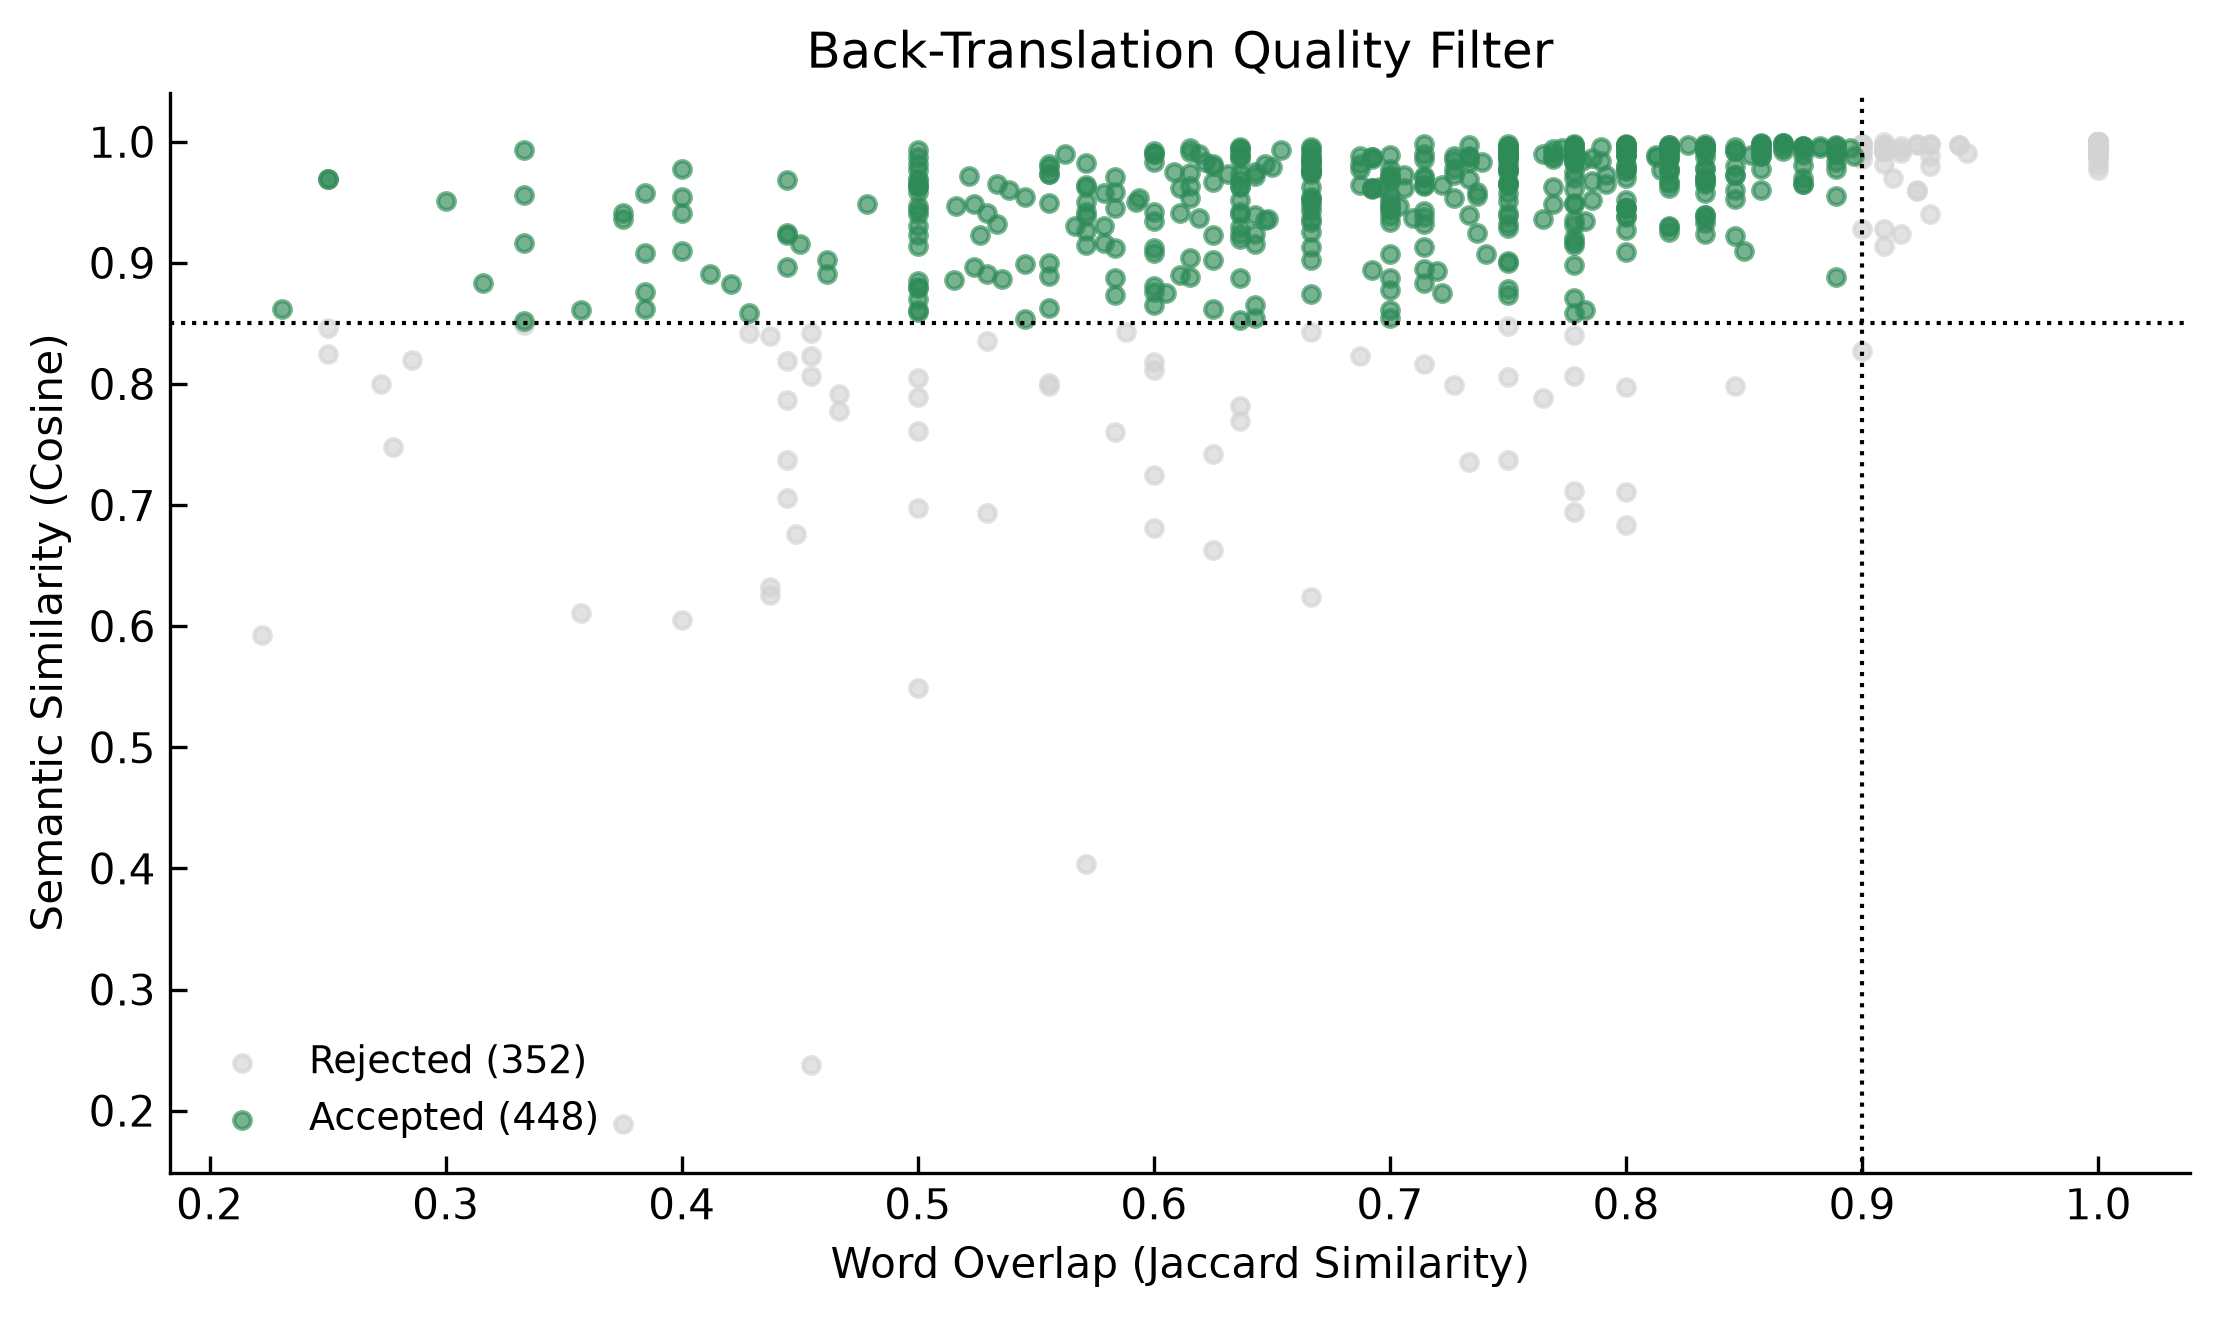 Back-Translation Quality Filter
Semantic Similarity (Cosine)
1.0
0.9
0.8
0.7
0.6
0.5
0.4
0.3
0.2
Rejected (352)
Accepted (448)
0.2 0.3 0.4 0.5 0.6 0.7 0.8 0.9 1.0
Word Overlap (Jaccard Similarity)